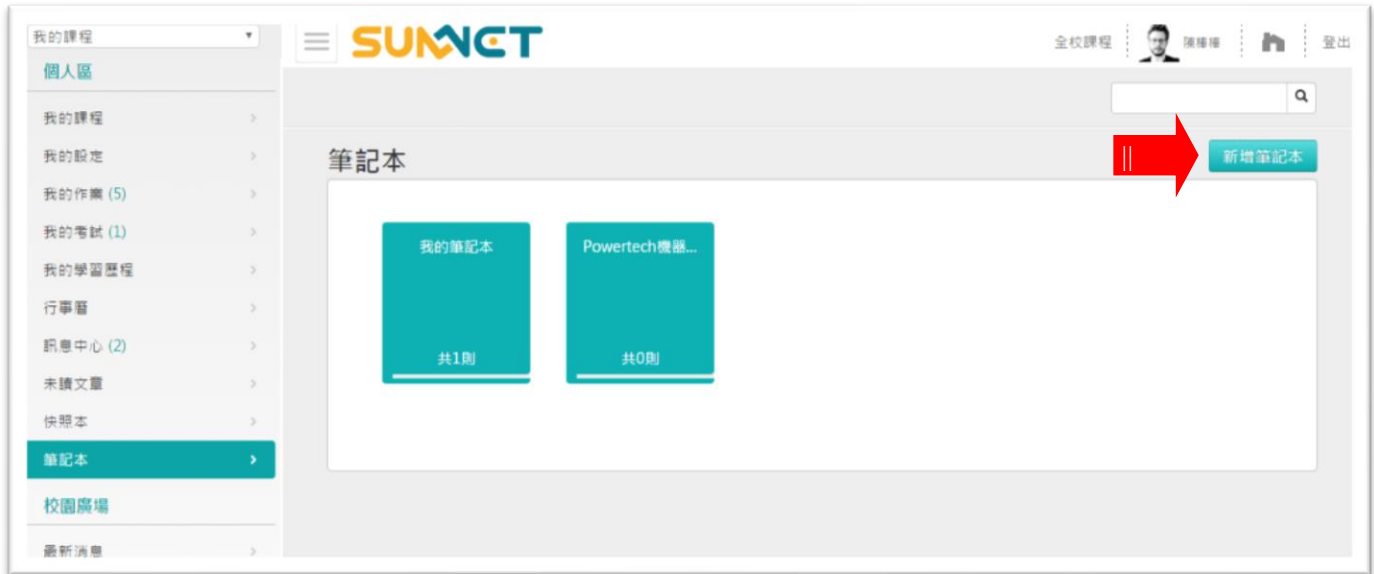 我的課程
個人區
我的課程
我的設定
我的作業 (5)
我的考試 (1)
我的學習歷程
行事曆
訊息中心 (2)
未讀文章
快照本
筆記本
校園廣場
最新消息
SUNNET
全校課程
登出
筆記本
新增筆記本
我的筆記本
共1則
Powertech機器...
共0則